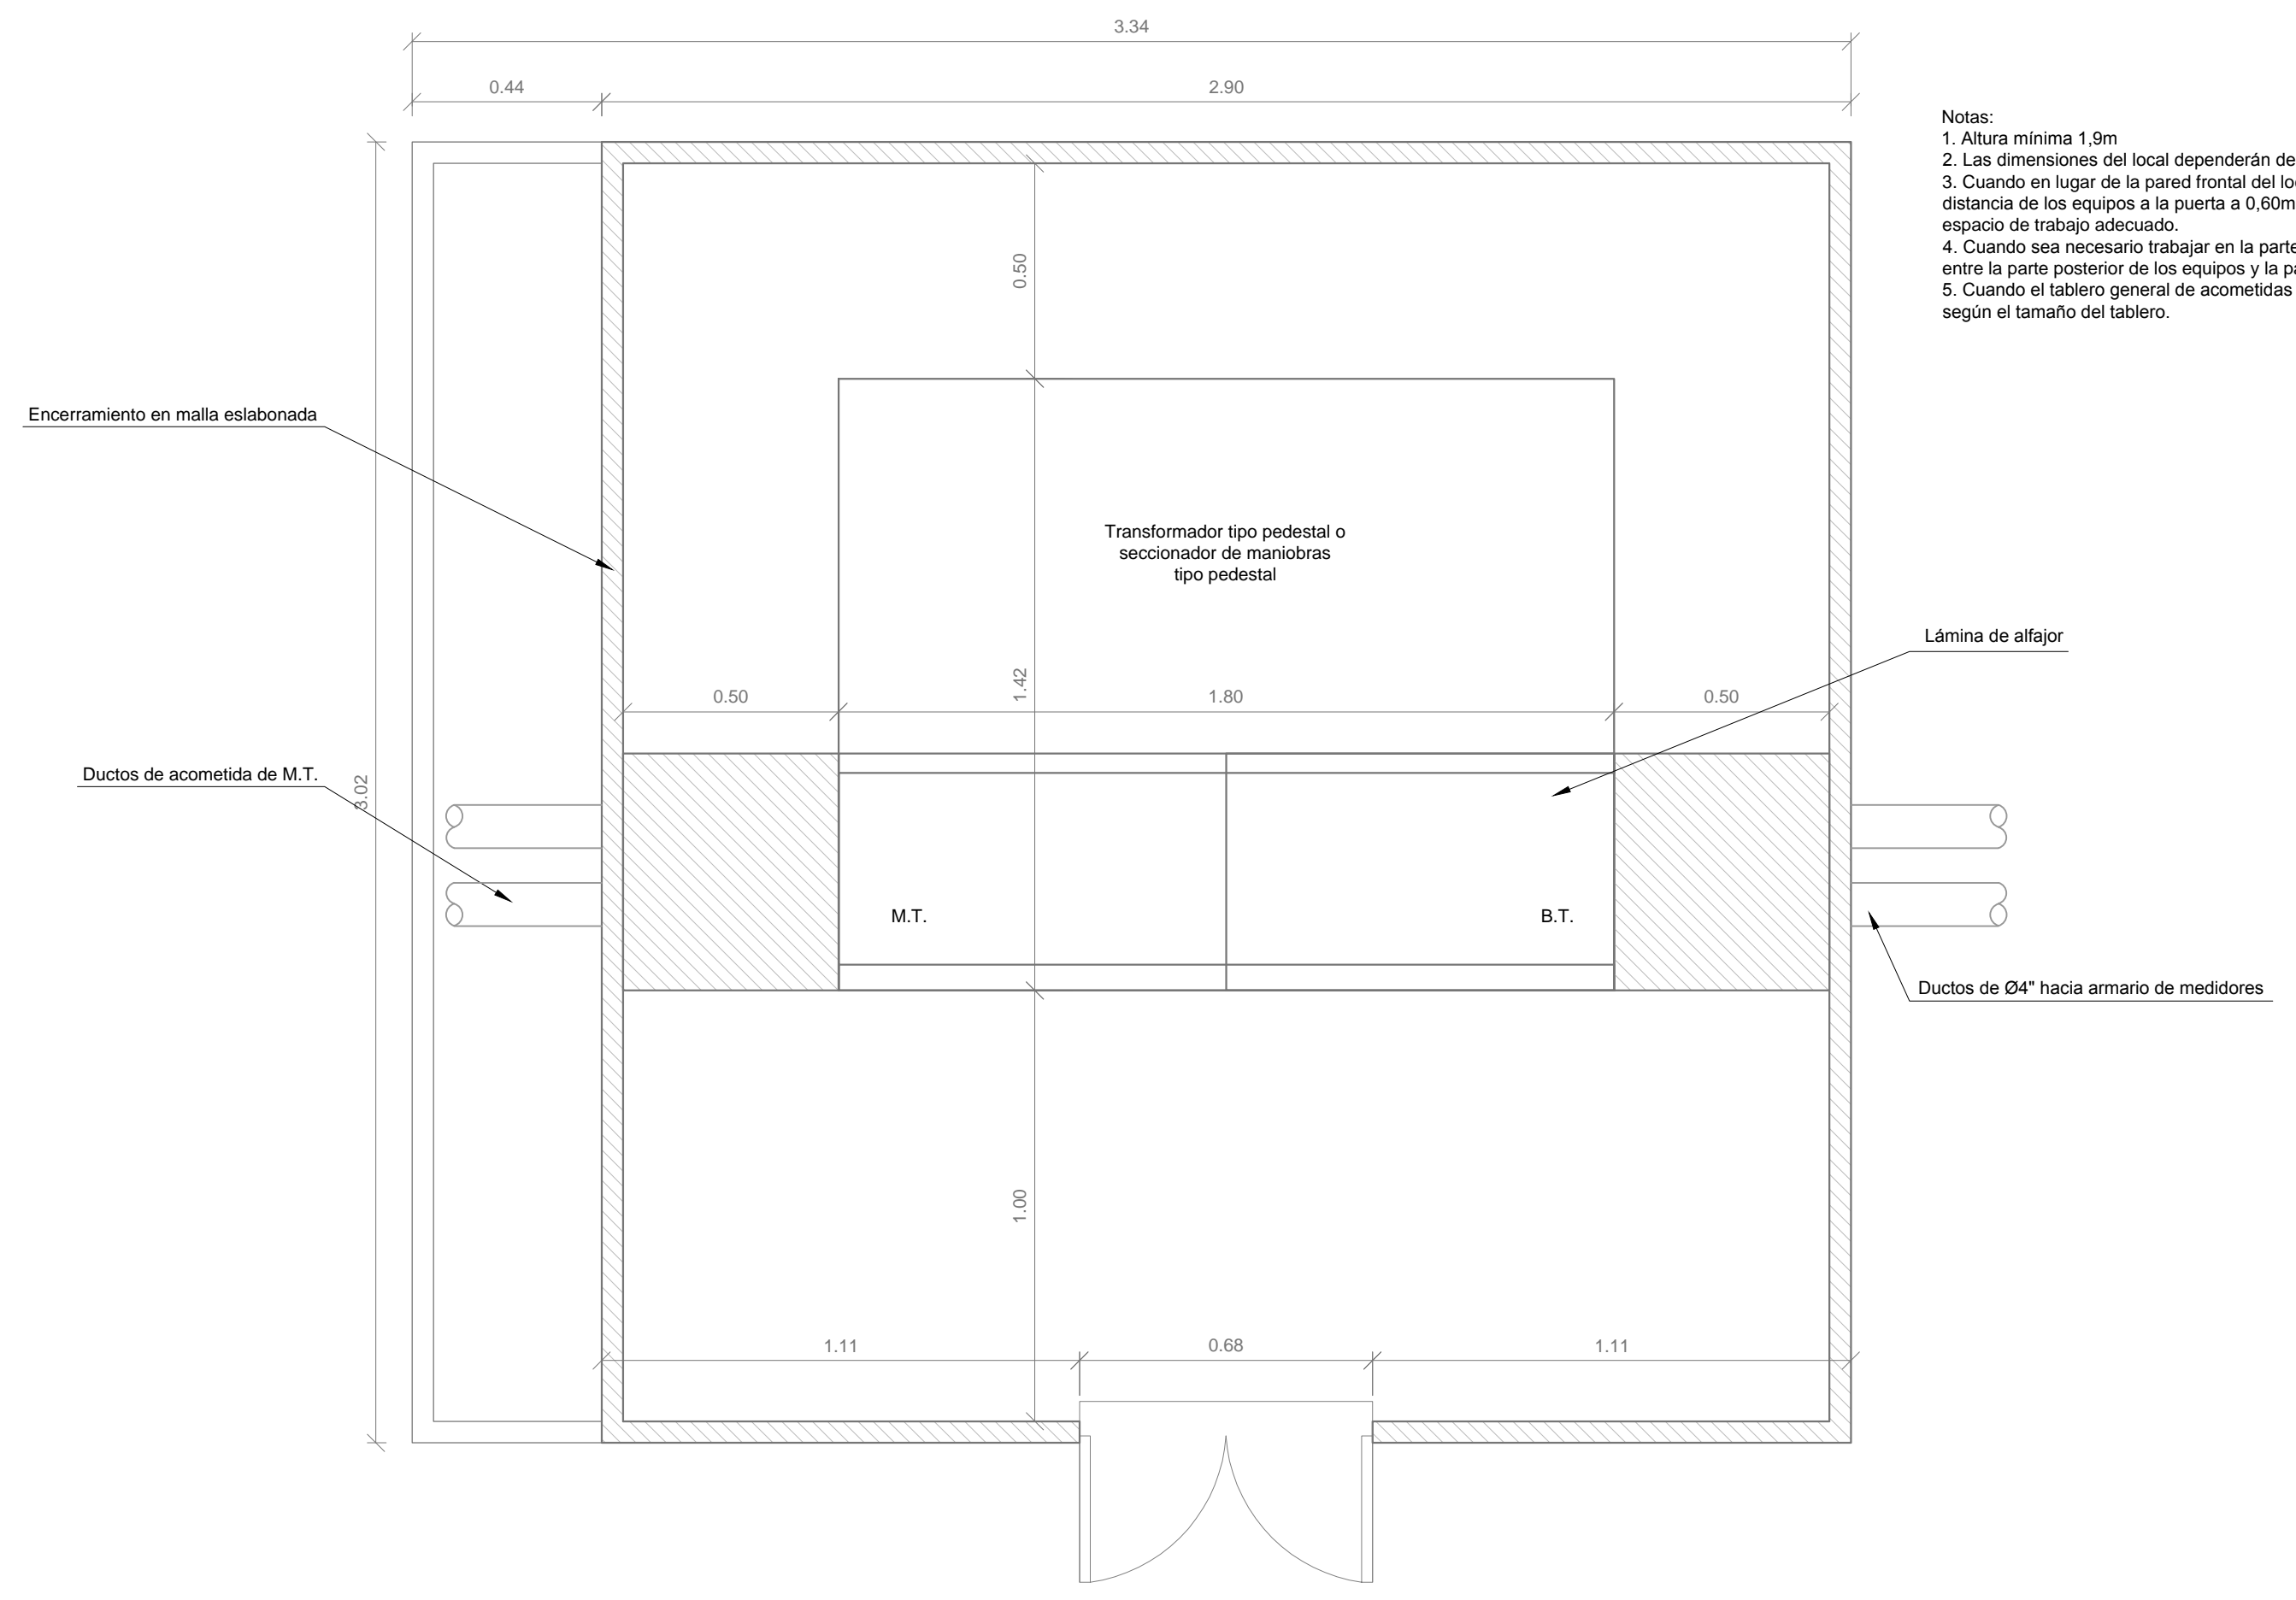 3.34
0.44
2.90
Notas:
1. Altura mínima 1,9m
2. Las dimensiones del local dependerán de
3. Cuando en lugar de la pared frontal del
distancia de los equipos a la puerta a 0,60m
espacio de trabajo adecuado.
4. Cuando sea necesario trabajar en la parte
entre la parte posterior de los equipos y la
5. Cuando el tablero general de acometidas
según el tamaño del tablero.
0.50
Encerramiento en malla eslabonada
Transformador tipo pedestal o
seccionador de maniobras
tipo pedestal
Lámina de alfajor
0.50
1.42
1.80
0.50
Ductos de acometida de M.T.
3.02
M.T.
B.T.
Ductos de Ø4" hacia armario de medidores
1.00
1.11
0.68
1.11